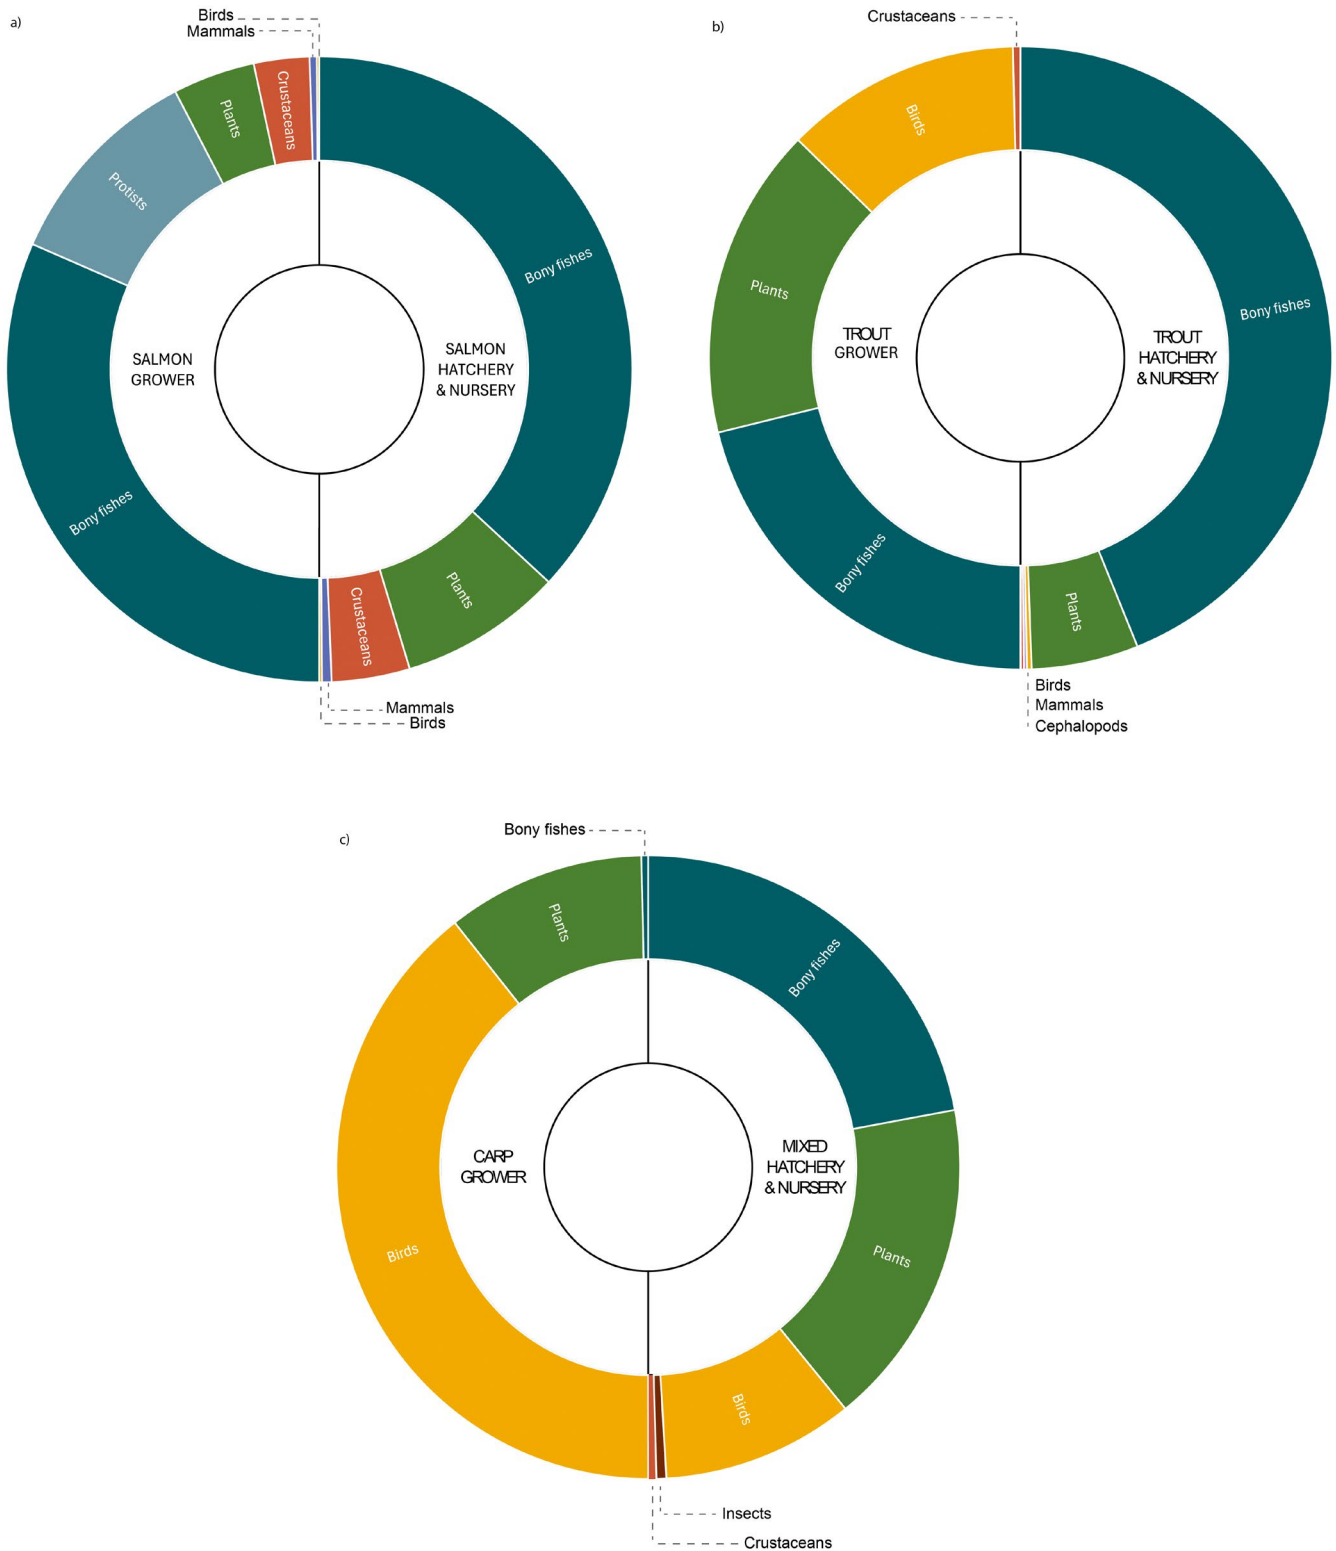 a)
Birds
Mammals
Crustaceans
Plants
Protists
Bony fishes
SALMON
GROWER
SALMON
HATCHERY
& NURSERY
Bony fishes
Plants
Crustaceans
Mammals
Birds
b)
Crustaceans
Birds
Plants
Bony fishes
TROUT
GROWER
TROUT
HATCHERY
& NURSERY
Bony fishes
Plants
Birds
Mammals
Cephalopods
c)
Bony fishes
Plants
Birds
CARP
GROWER
MIXED
HATCHERY
& NURSERY
Bony fishes
Plants
Birds
Insects
Crustaceans